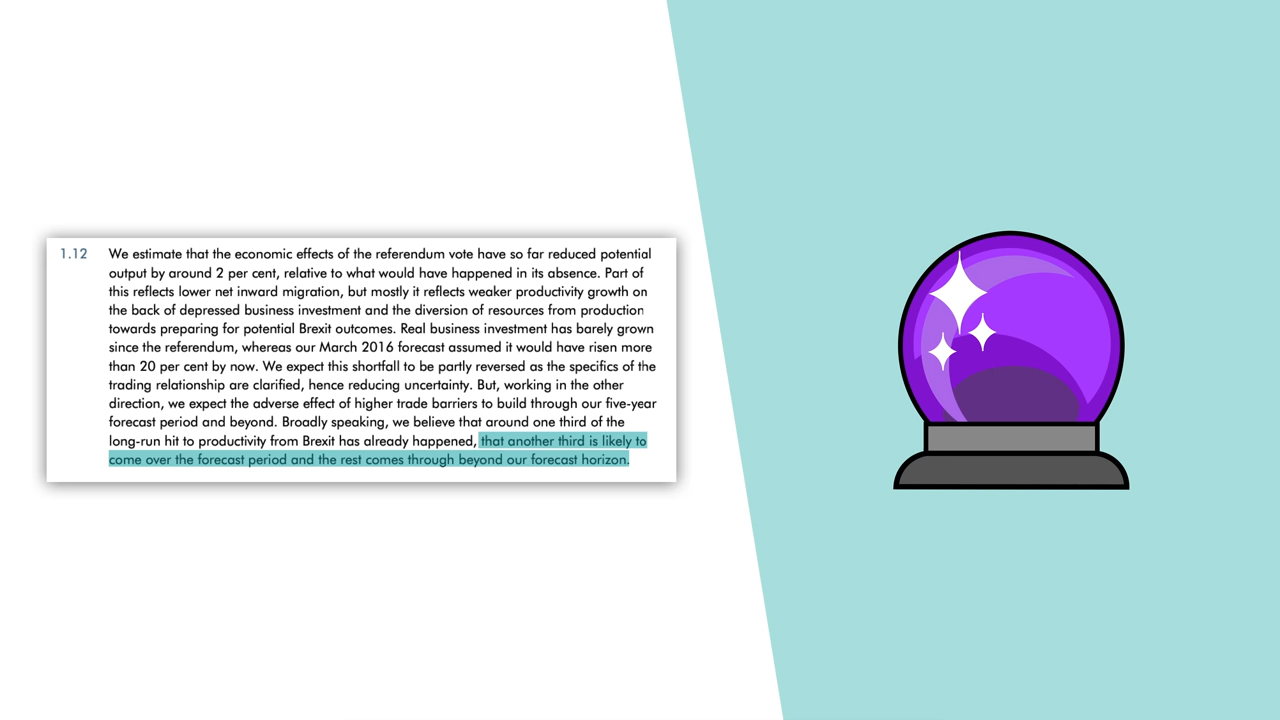 1.12 We estimate that the economic effects of the referendum vote have so far reduced potential
output by around 2 per cent, relative to what would have happened in its absence. Part of
this reflects lower net inward migration, but mostly it reflects weaker productivity growth on
the back of depressed business investment and the diversion of resources from production
towards preparing for potential Brexit outcomes. Real business investment has barely grown
since the referendum, whereas our March 2016 forecast assumed it would have risen more
than 20 per cent by now. We expect this shortfall to be partly reversed as the specifics of the
trading relationship are clarified, hence reducing uncertainty. But, working in the other
direction, we expect the adverse effect of higher trade barriers to build through our five-year
forecast period and beyond. Broadly speaking, we believe that around one third of the
long-run hit to productivity from Brexit has already happened, that another third is likely to
come over the forecast period and the rest comes through beyond our forecast horizon.